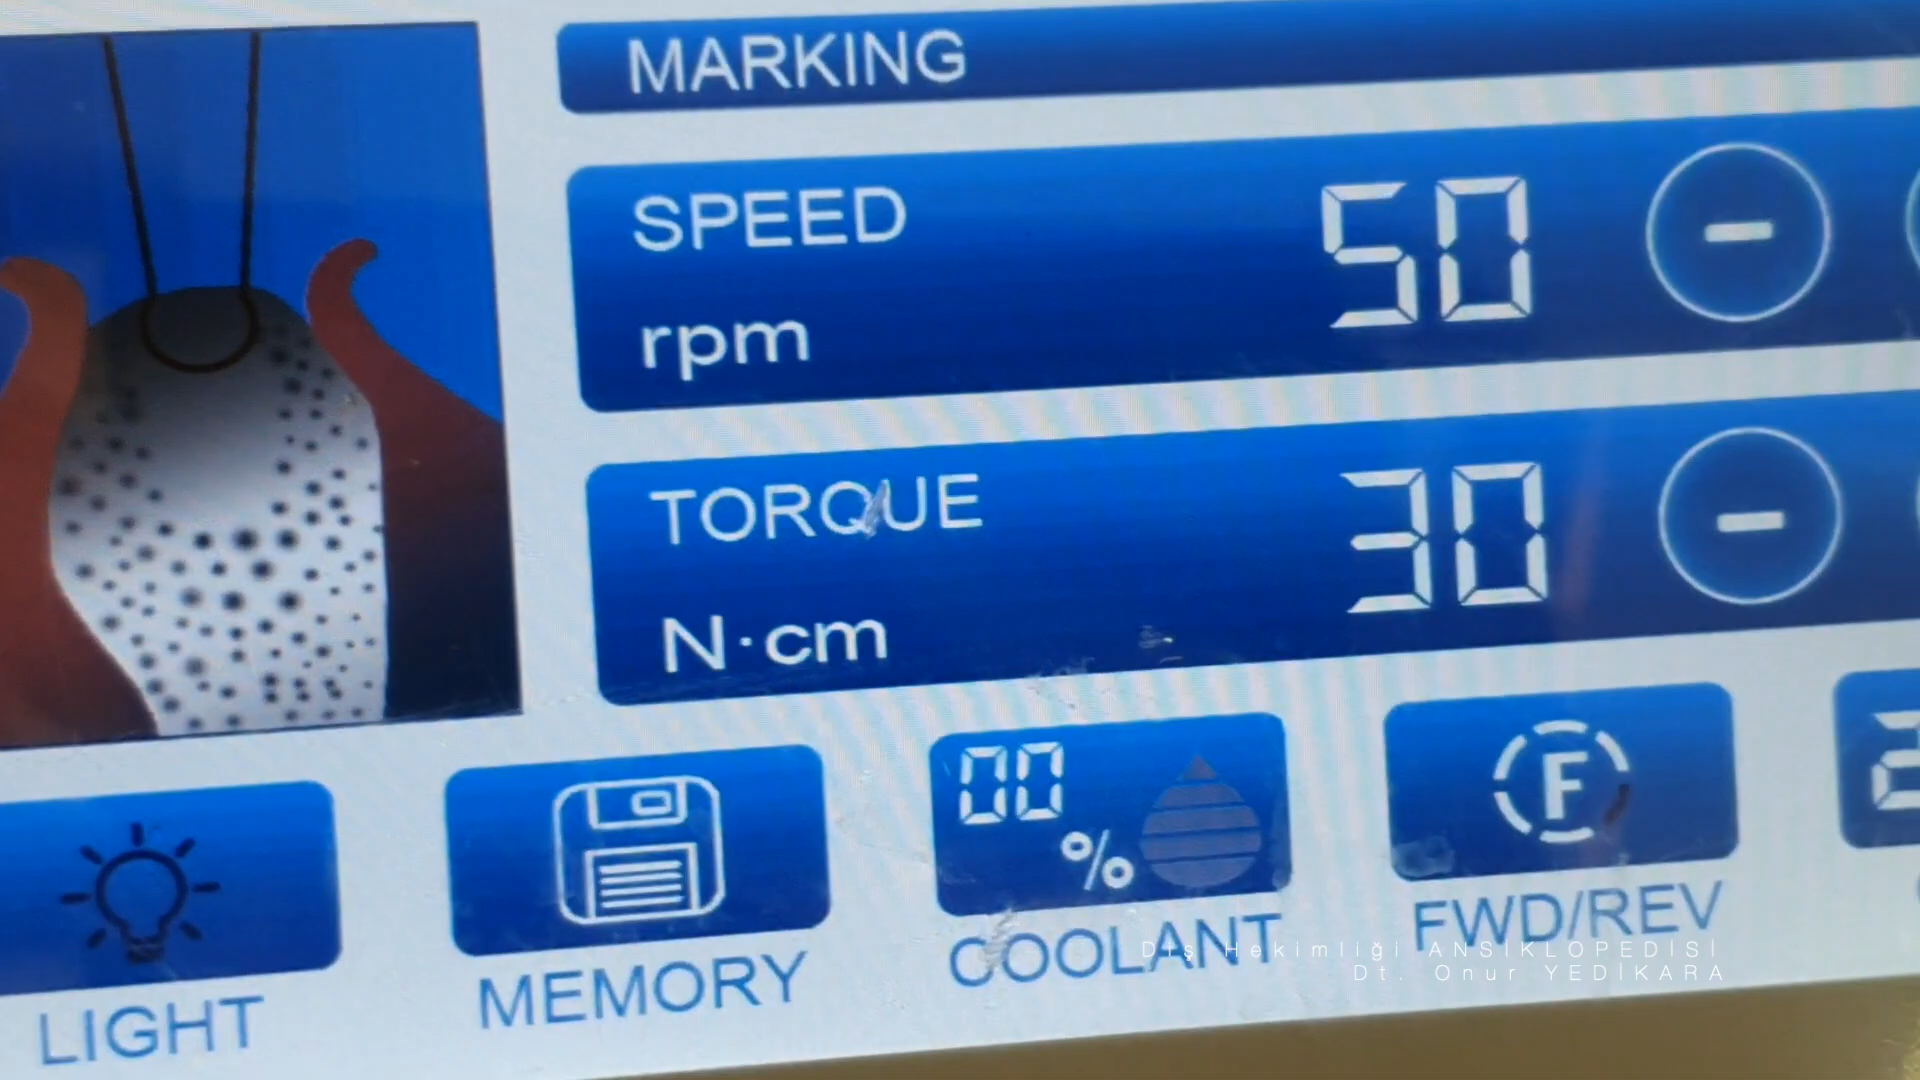 MARKING
SPEED
50
rpm
TORQUE
30
N·cm
00
%
F
LIGHT
MEMORY
COOLANT
FWD/REV
Diş Hekimliği ANSİKLOPEDİSİ
Dt. Onur YEDİKARA